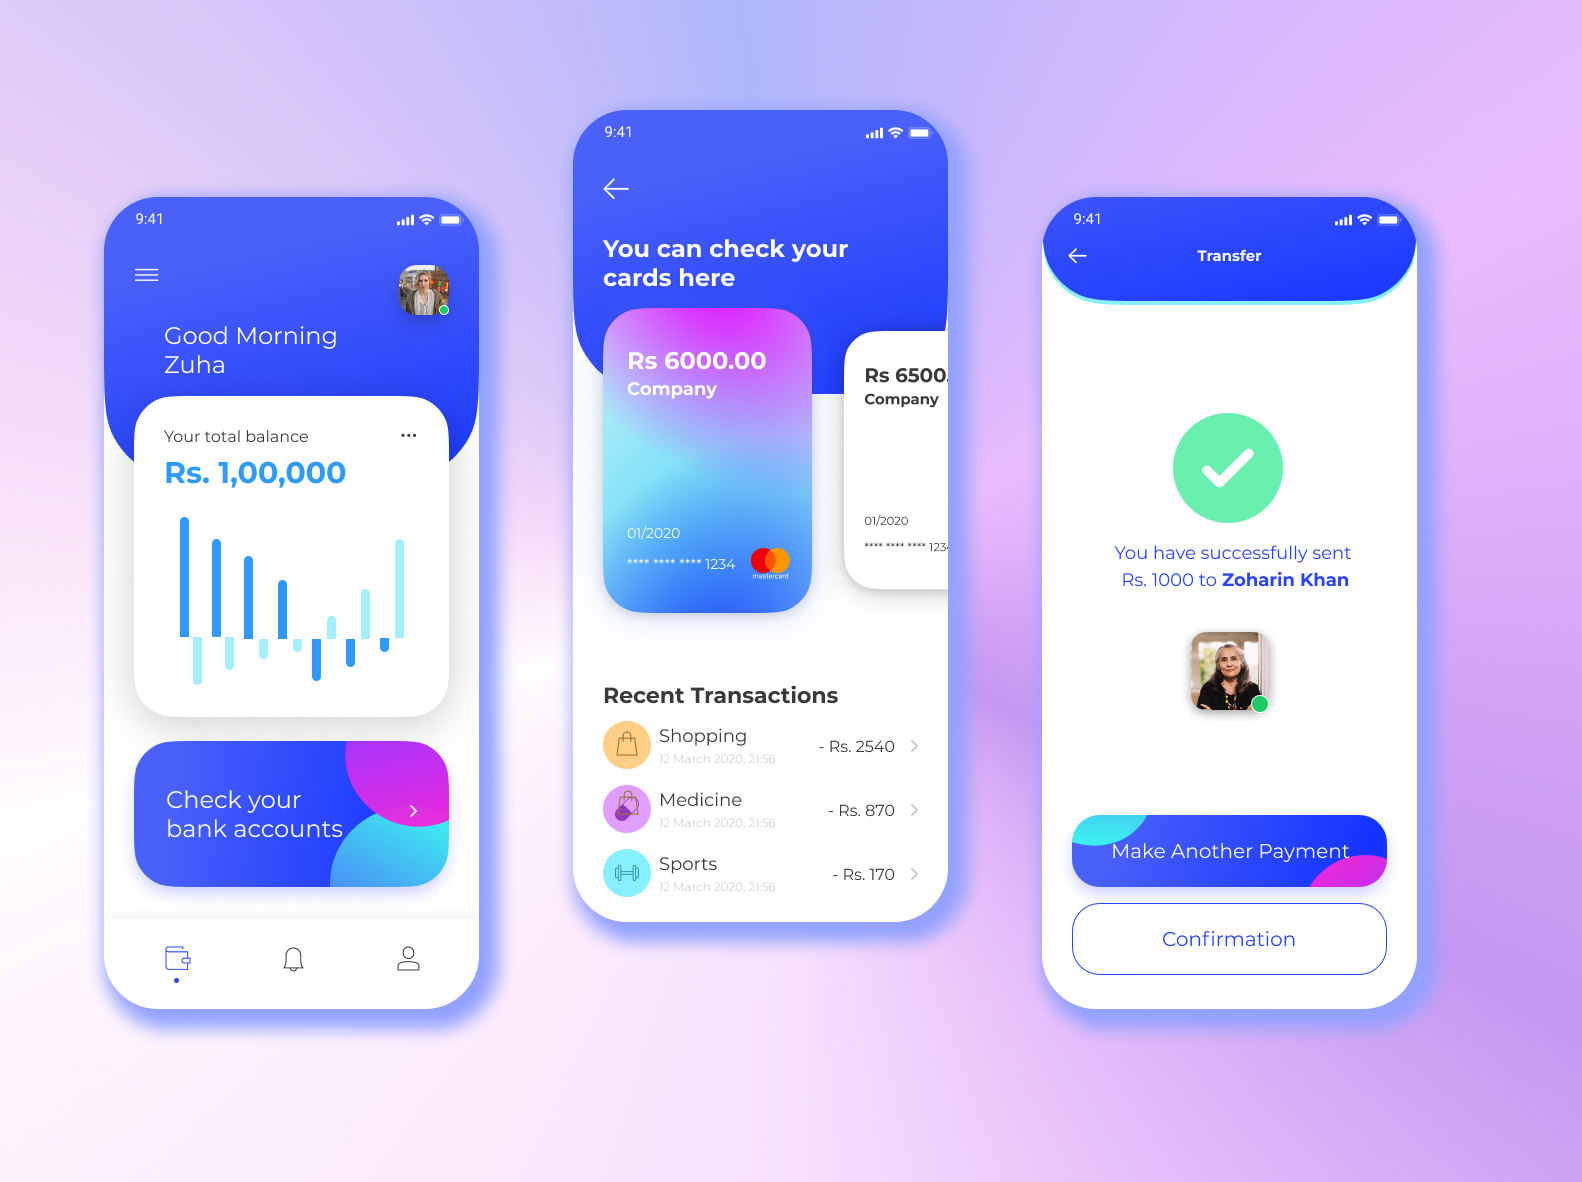 9:41
Good Morning
Zuha
Your total balance
Rs. 1,00,000
Check your
bank accounts
9:41
You can check your
cards here
Rs 6000.00
Company
01/2020
**** **** **** 1234
mastercard
Rs 6500.
Company
01/2020
**** **** **** 123
Recent Transactions
Shopping
12 March 2020, 21:56
- Rs. 2540
Medicine
12 March 2020, 21:56
- Rs. 870
Sports
12 March 2020, 21:56
- Rs. 170
9:41
Transfer
You have successfully sent
Rs. 1000 to Zoharin Khan
Make Another Payment
Confirmation